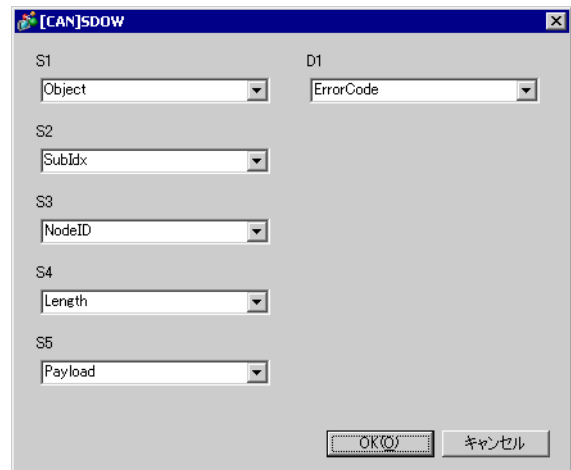 [CAN]SDOW
S1
Object
D1
ErrorCode
S2
SubIdx
S3
NodeID
S4
Length
S5
Payload
OK(O)
キャンセル